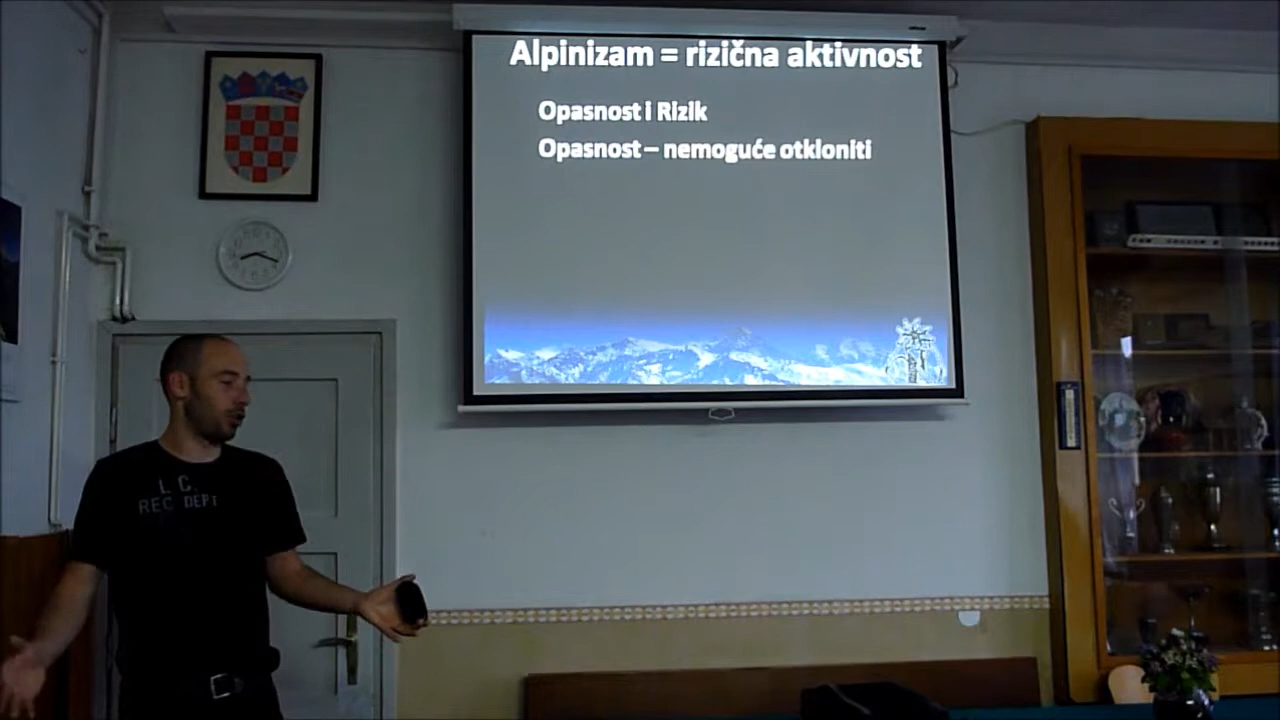 Alpinizam = rizična aktivnost
Opasnost i Rizik
Opasnost – nemoguće otkloniti
L C.
REC DEPT